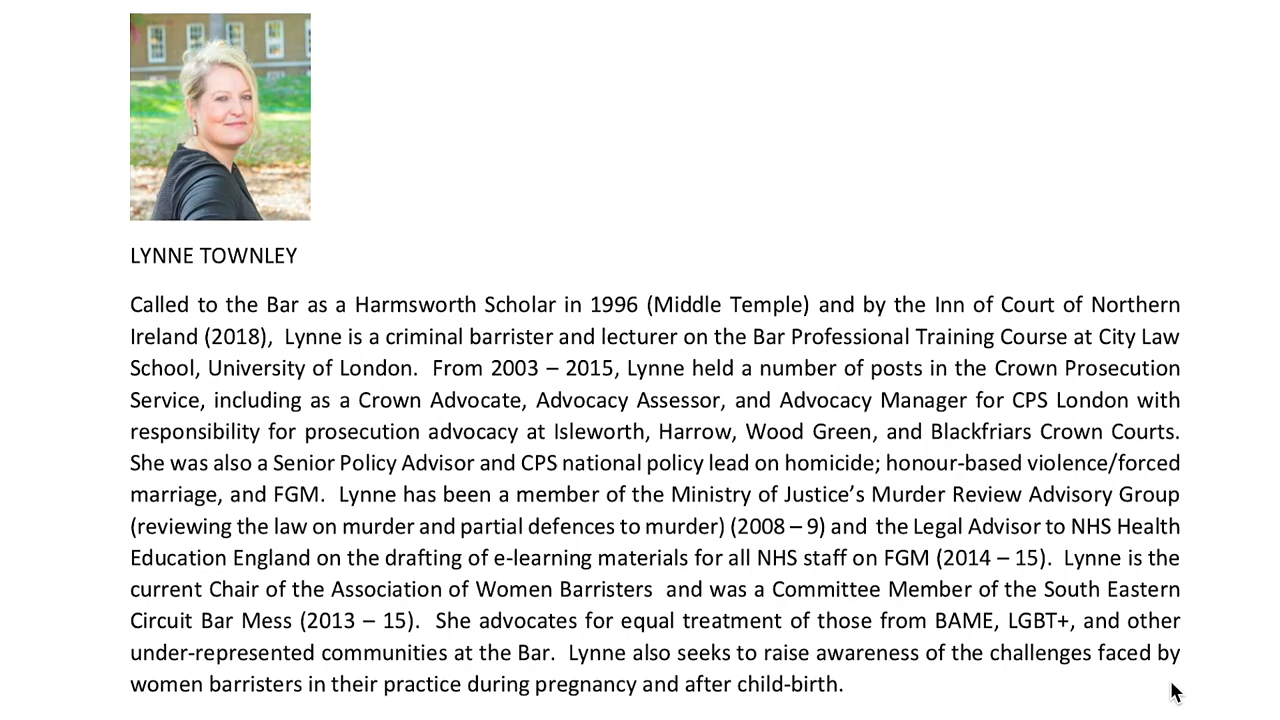 LYNNE TOWNLEY
Called to the Bar as a Harmsworth Scholar in 1996 (Middle Temple) and by the Inn of Court of Northern
Ireland (2018),  Lynne is a criminal barrister and lecturer on the Bar Professional Training Course at City Law
School, University of London.  From 2003 – 2015, Lynne held a number of posts in the Crown Prosecution
Service, including as a Crown Advocate, Advocacy Assessor, and Advocacy Manager for CPS London with
responsibility for prosecution advocacy at Isleworth, Harrow, Wood Green, and Blackfriars Crown Courts.
She was also a Senior Policy Advisor and CPS national policy lead on homicide; honour-based violence/forced
marriage, and FGM.  Lynne has been a member of the Ministry of Justice’s Murder Review Advisory Group
(reviewing the law on murder and partial defences to murder) (2008 – 9) and  the Legal Advisor to NHS Health
Education England on the drafting of e-learning materials for all NHS staff on FGM (2014 – 15).  Lynne is the
current Chair of the Association of Women Barristers  and was a Committee Member of the South Eastern
Circuit Bar Mess (2013 – 15).  She advocates for equal treatment of those from BAME, LGBT+, and other
under-represented communities at the Bar.  Lynne also seeks to raise awareness of the challenges faced by
women barristers in their practice during pregnancy and after child-birth.